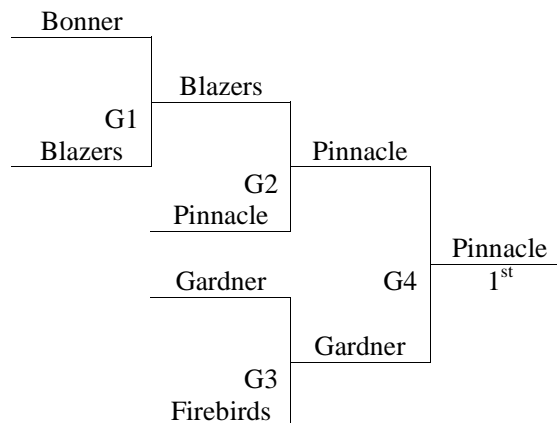 Bonner
Blazers
G1
Blazers
Pinnacle
G2
Pinnacle
Pinnacle
Gardner
G4
1st
Gardner
G3
Firebirds